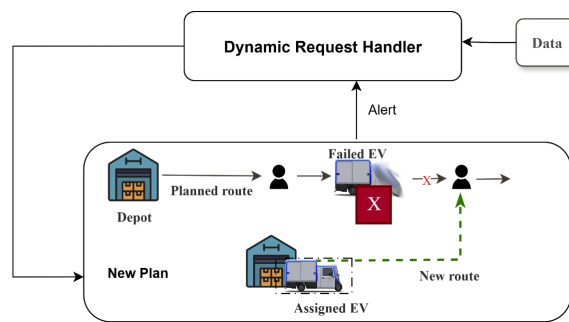 Dynamic Request Handler
Data
Alert
Failed EV
Planned route
X
X
Depot
New Plan
New route
Assigned EV